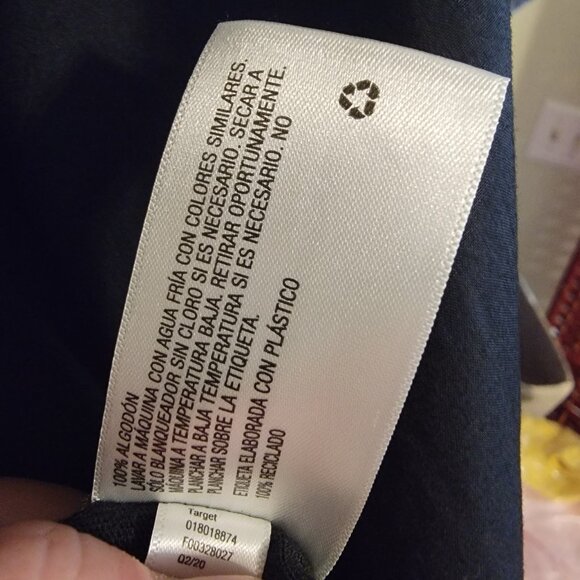 100% ALGODÓN
LAVAR A MÁQUINA CON AGUA FRÍA CON COLORES SIMILARES.
SÓLO BLANQUEADOR SIN CLORO SI ES NECESARIO. SECAR A
MÁQUINA A TEMPERATURA BAJA. RETIRAR OPORTUNAMENTE.
PLANCHAR A BAJA TEMPERATURA SI ES NECESARIO. NO
PLANCHAR SOBRE LA ETIQUETA.
ETIQUETA ELABORADA CON PLÁSTICO
100% RECICLADO
Target
018018874
F00328027
02/20